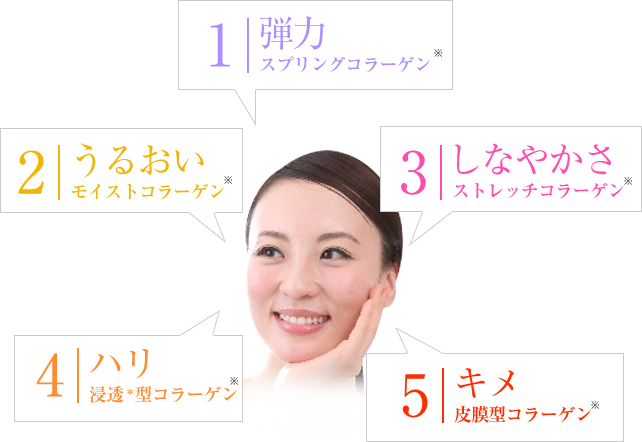 1 弾力
スプリングコラーゲン※
2 うるおい
モイストコラーゲン※
3 しなやかさ
ストレッチコラーゲン※
4 ハリ
浸透*型コラーゲン※
5 キメ
皮膜型コラーゲン※